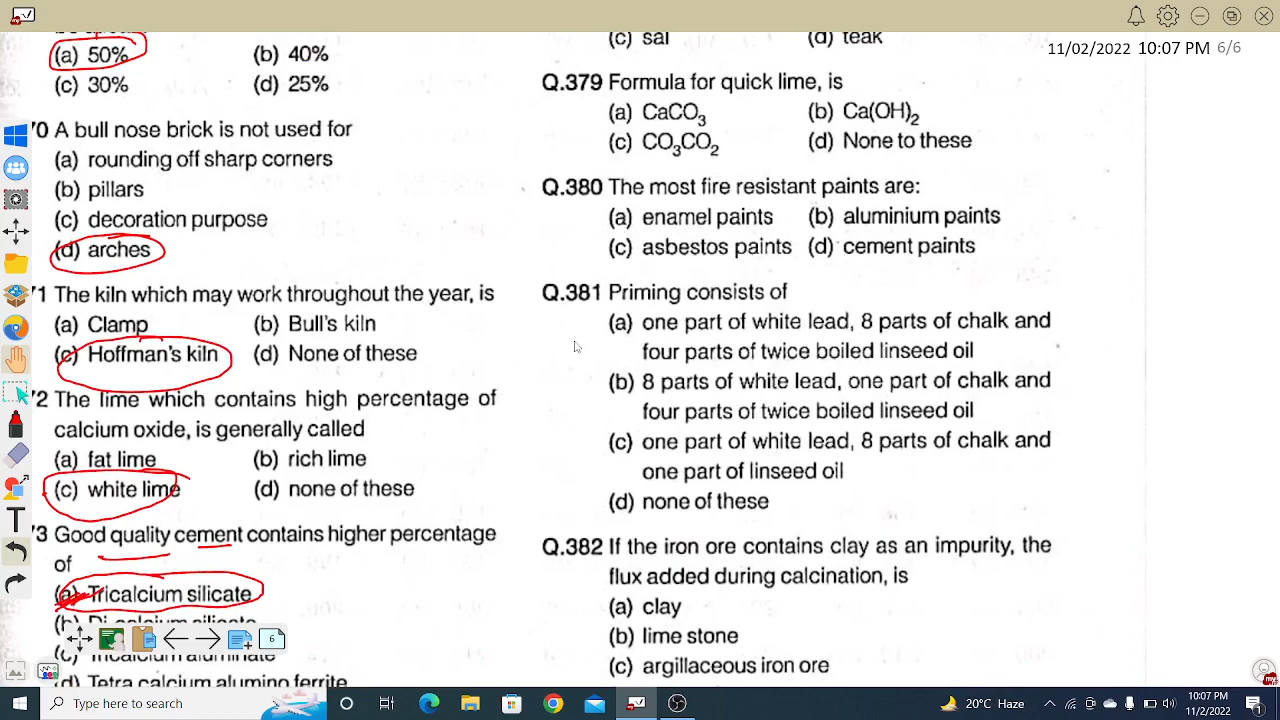 11/02/2022 10:07 PM 6/6
(a) 50% (b) 40%
(c) 30% (d) 25%
70 A bull nose brick is not used for
(a) rounding off sharp corners
(b) pillars
(c) decoration purpose
(d) arches
71 The kiln which may work throughout the year, is
(a) Clamp (b) Bull's kiln
(c) Hoffman's kiln (d) None of these
72 The lime which contains high percentage of
calcium oxide, is generally called
(a) fat lime (b) rich lime
(c) white lime (d) none of these
73 Good quality cement contains higher percentage
of
(a) Tricalcium silicate
(b) Di-calcium silicate
(c) Tricalcium aluminate
(d) Tetra calcium alumino ferrite
(c) sal (d) teak
Q.379 Formula for quick lime, is
(a) CaCO₃ (b) Ca(OH)₂
(c) CO₃CO₂ (d) None to these
Q.380 The most fire resistant paints are:
(a) enamel paints (b) aluminium paints
(c) asbestos paints (d) cement paints
Q.381 Priming consists of
(a) one part of white lead, 8 parts of chalk and
four parts of twice boiled linseed oil
(b) 8 parts of white lead, one part of chalk and
four parts of twice boiled linseed oil
(c) one part of white lead, 8 parts of chalk and
one part of linseed oil
(d) none of these
Q.382 If the iron ore contains clay as an impurity, the
flux added during calcination, is
(a) clay
(b) lime stone
(c) argillaceous iron ore
6
Type here to search
20°C Haze
10:07 PM
11/2/2022